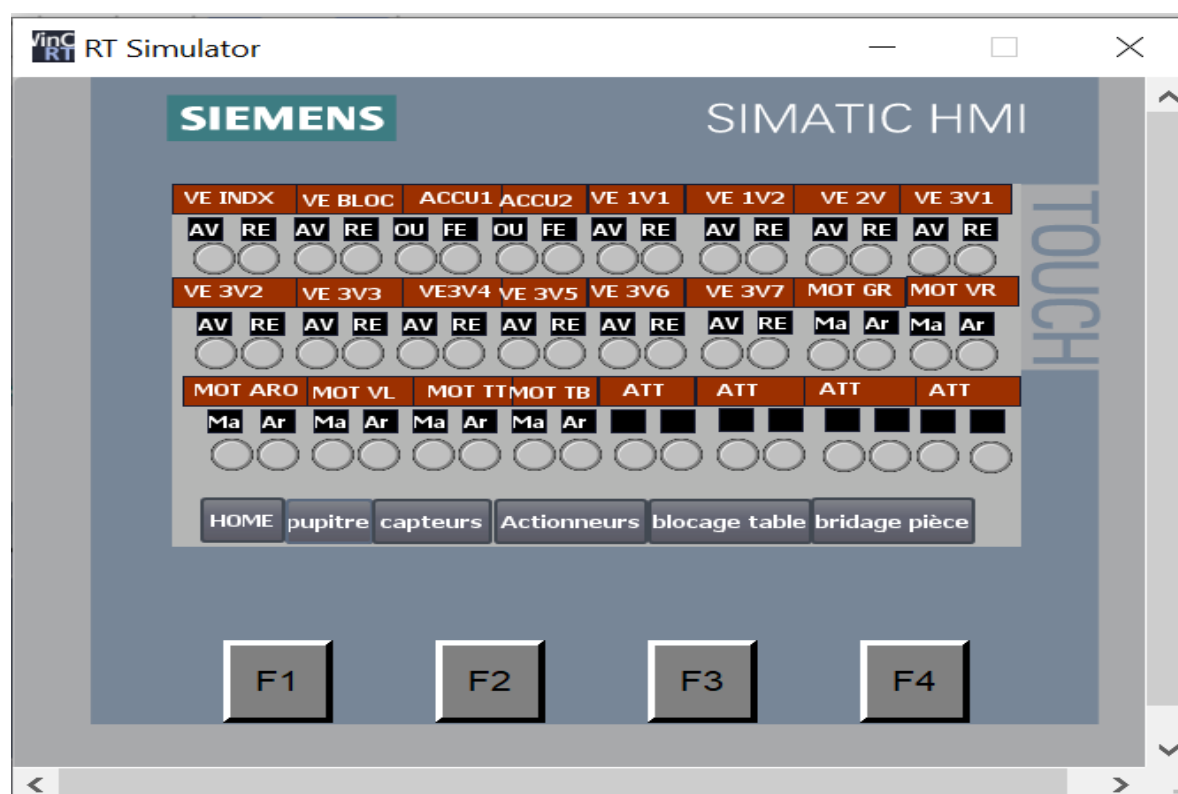 WinC RT RT Simulator
SIEMENS SIMATIC HMI
TOUCH
VE INDX VE BLOC ACCU1 ACCU2 VE 1V1 VE 1V2 VE 2V VE 3V1
AV RE AV RE OU FE OU FE AV RE AV RE AV RE AV RE
VE 3V2 VE 3V3 VE3V4 VE 3V5 VE 3V6 VE 3V7 MOT GR MOT VR
AV RE AV RE AV RE AV RE AV RE AV RE Ma Ar Ma Ar
MOT ARO MOT VL MOT TT MOT TB ATT ATT ATT ATT
Ma Ar Ma Ar Ma Ar Ma Ar
HOME pupitre capteurs Actionneurs blocage table bridage pièce
F1 F2 F3 F4